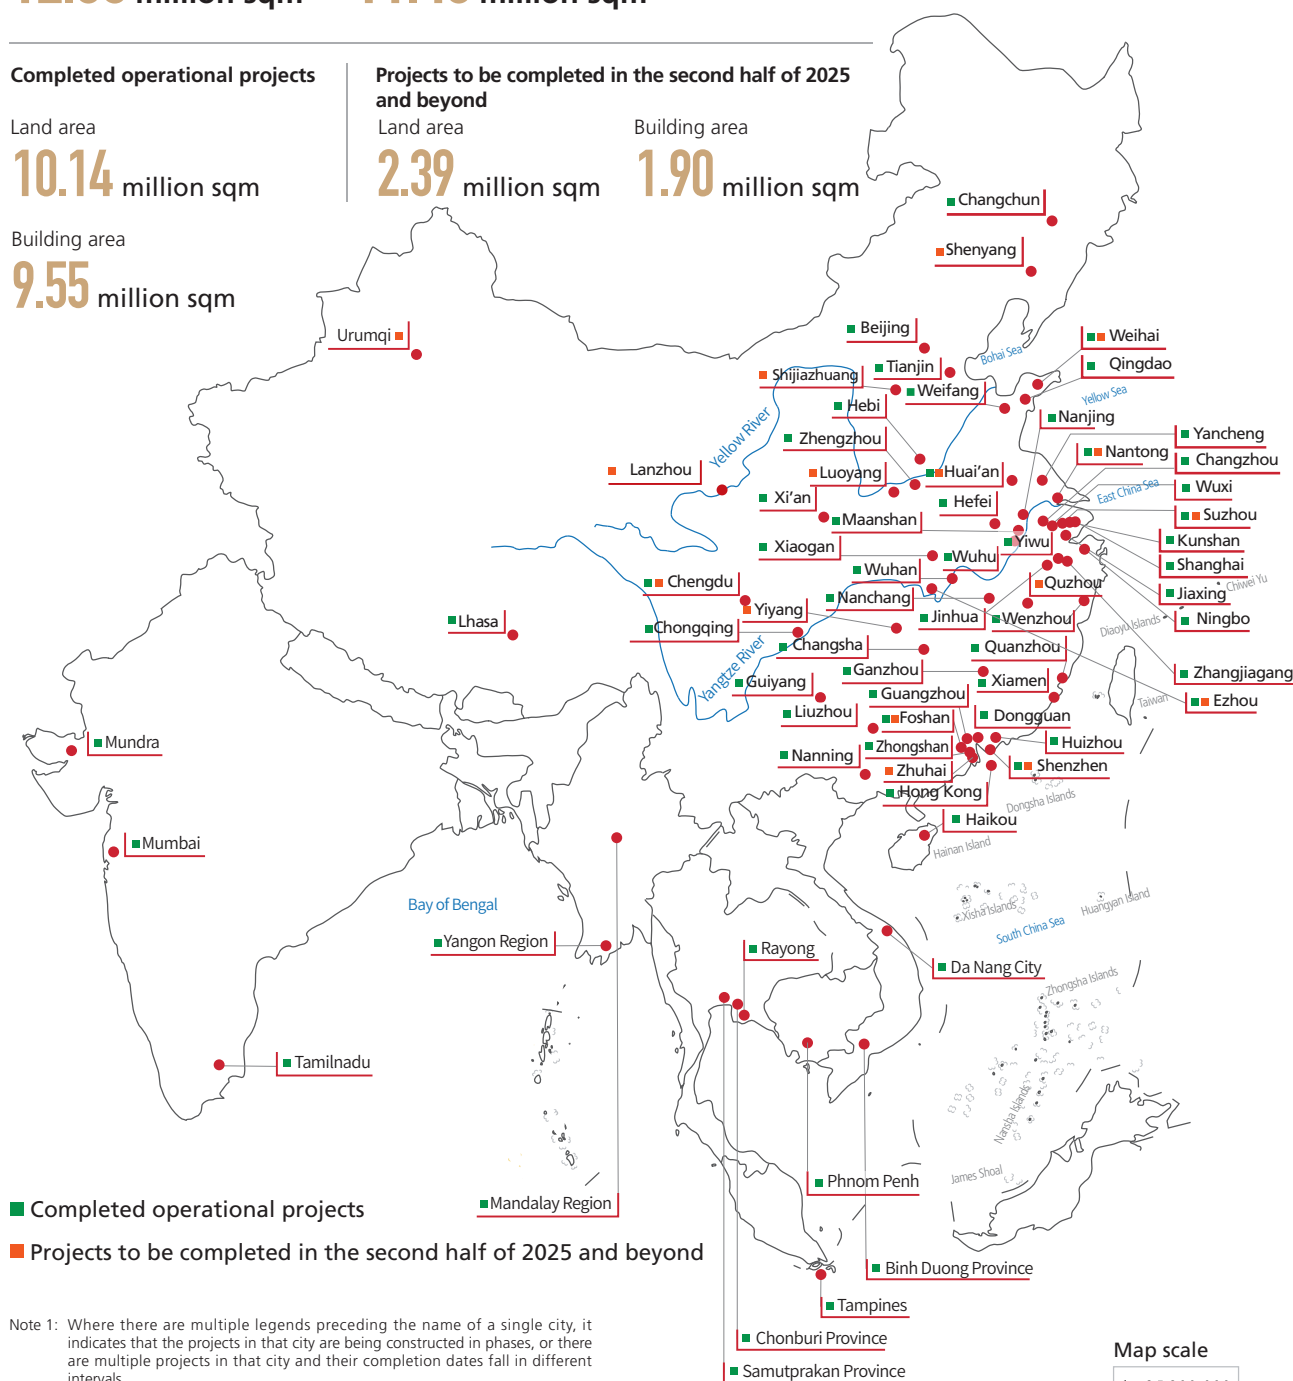 million sqm
million sqm
Completed operational projects
Land area
10.14 million sqm
Building area
9.55 million sqm
Projects to be completed in the second half of 2025
and beyond
Land area
2.39 million sqm
Building area
1.90 million sqm
Changchun
Shenyang
Urumqi
Beijing
Tianjin
Bohai Sea
Weihai
Qingdao
Shijiazhuang
Weifang
Yellow Sea
Hebi
Nanjing
Yellow River
Zhengzhou
Yancheng
Nantong
Changzhou
Lanzhou
Luoyang
Huai'an
East China Sea
Wuxi
Xi'an
Hefei
Suzhou
Maanshan
Yiwu
Kunshan
Xiaogan
Wuhu
Shanghai
Wuhan
Chengdu
Quzhou
Chiwei Yu
Jiaxing
Yiyang
Nanchang
Jinhua
Wenzhou
Diaoyu Islands
Ningbo
Lhasa
Chongqing
Changsha
Quanzhou
Yangtze River
Ganzhou
Xiamen
Zhangjiagang
Guiyang
Guangzhou
Taiwan
Ezhou
Liuzhou
Foshan
Dongguan
Mundra
Nanning
Zhongshan
Huizhou
Zhuhai
Shenzhen
Hong Kong
Dongsha Islands
Haikou
Mumbai
Hainan Island
Bay of Bengal
Xisha Islands
Huangyan Island
South China Sea
Yangon Region
Rayong
Da Nang City
Zhongsha Islands
Tamilnadu
Nansha Islands
James Shoal
Phnom Penh
Mandalay Region
Completed operational projects
Projects to be completed in the second half of 2025 and beyond
Binh Duong Province
Tampines
Chonburi Province
Samutprakan Province
Note 1: Where there are multiple legends preceding the name of a single city, it
indicates that the projects in that city are being constructed in phases, or there
are multiple projects in that city and their completion dates fall in different
intervals
Map scale